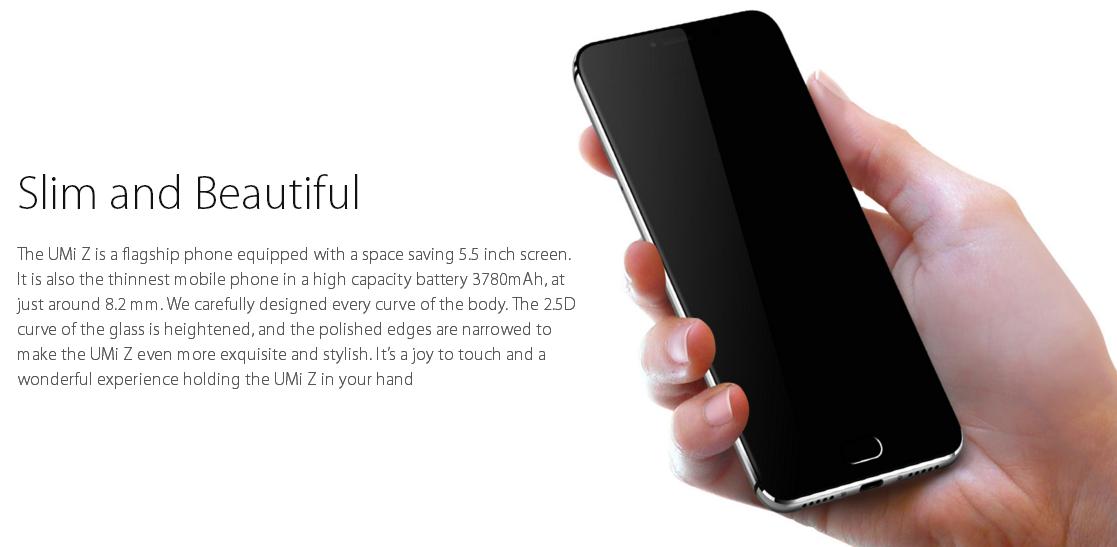 Slim and Beautiful
The UMi Z is a flagship phone equipped with a space saving 5.5 inch screen.
It is also the thinnest mobile phone in a high capacity battery 3780mAh, at
just around 8.2 mm. We carefully designed every curve of the body. The 2.5D
curve of the glass is heightened, and the polished edges are narrowed to
make the UMi Z even more exquisite and stylish. It's a joy to touch and a
wonderful experience holding the UMi Z in your hand